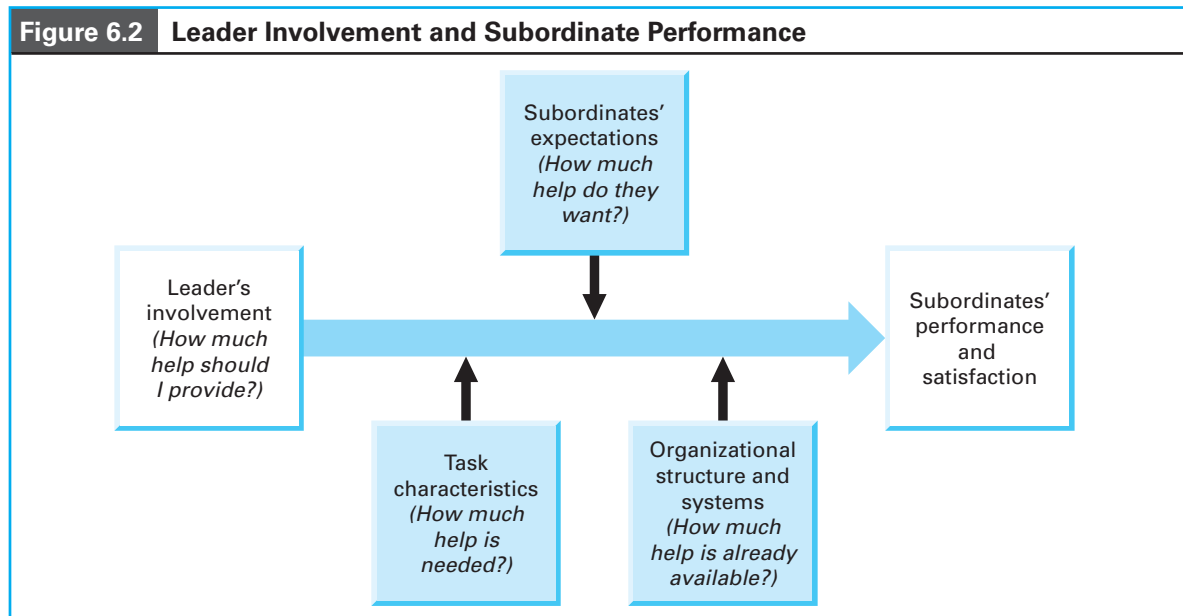 Figure 6.2 Leader Involvement and Subordinate Performance
Subordinates’
expectations
(How much
help do they
want?)
Leader’s
involvement
(How much
help should
I provide?)
Subordinates’
performance
and
satisfaction
Task
characteristics
(How much
help is
needed?)
Organizational
structure and
systems
(How much
help is already
available?)